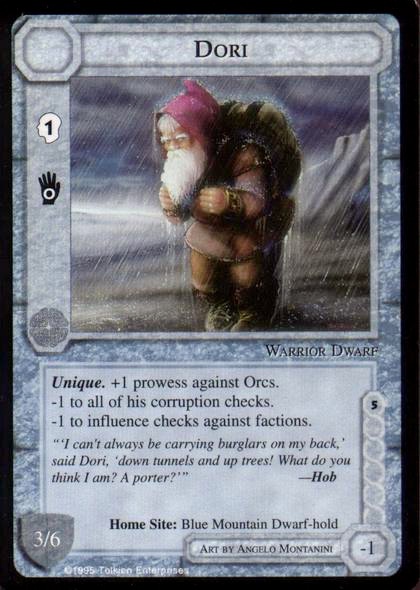 DORI
1
WARRIOR DWARF
Unique. +1 prowess against Orcs.
-1 to all of his corruption checks.
-1 to influence checks against factions.
5
"'I can't always be carrying burglars on my back,'
said Dori, 'down tunnels and up trees! What do you
think I am? A porter?'" —Hob
Home Site: Blue Mountain Dwarf-hold
3/6
ART BY ANGELO MONTANINI
-1
©1995 Tolkien Enterprises